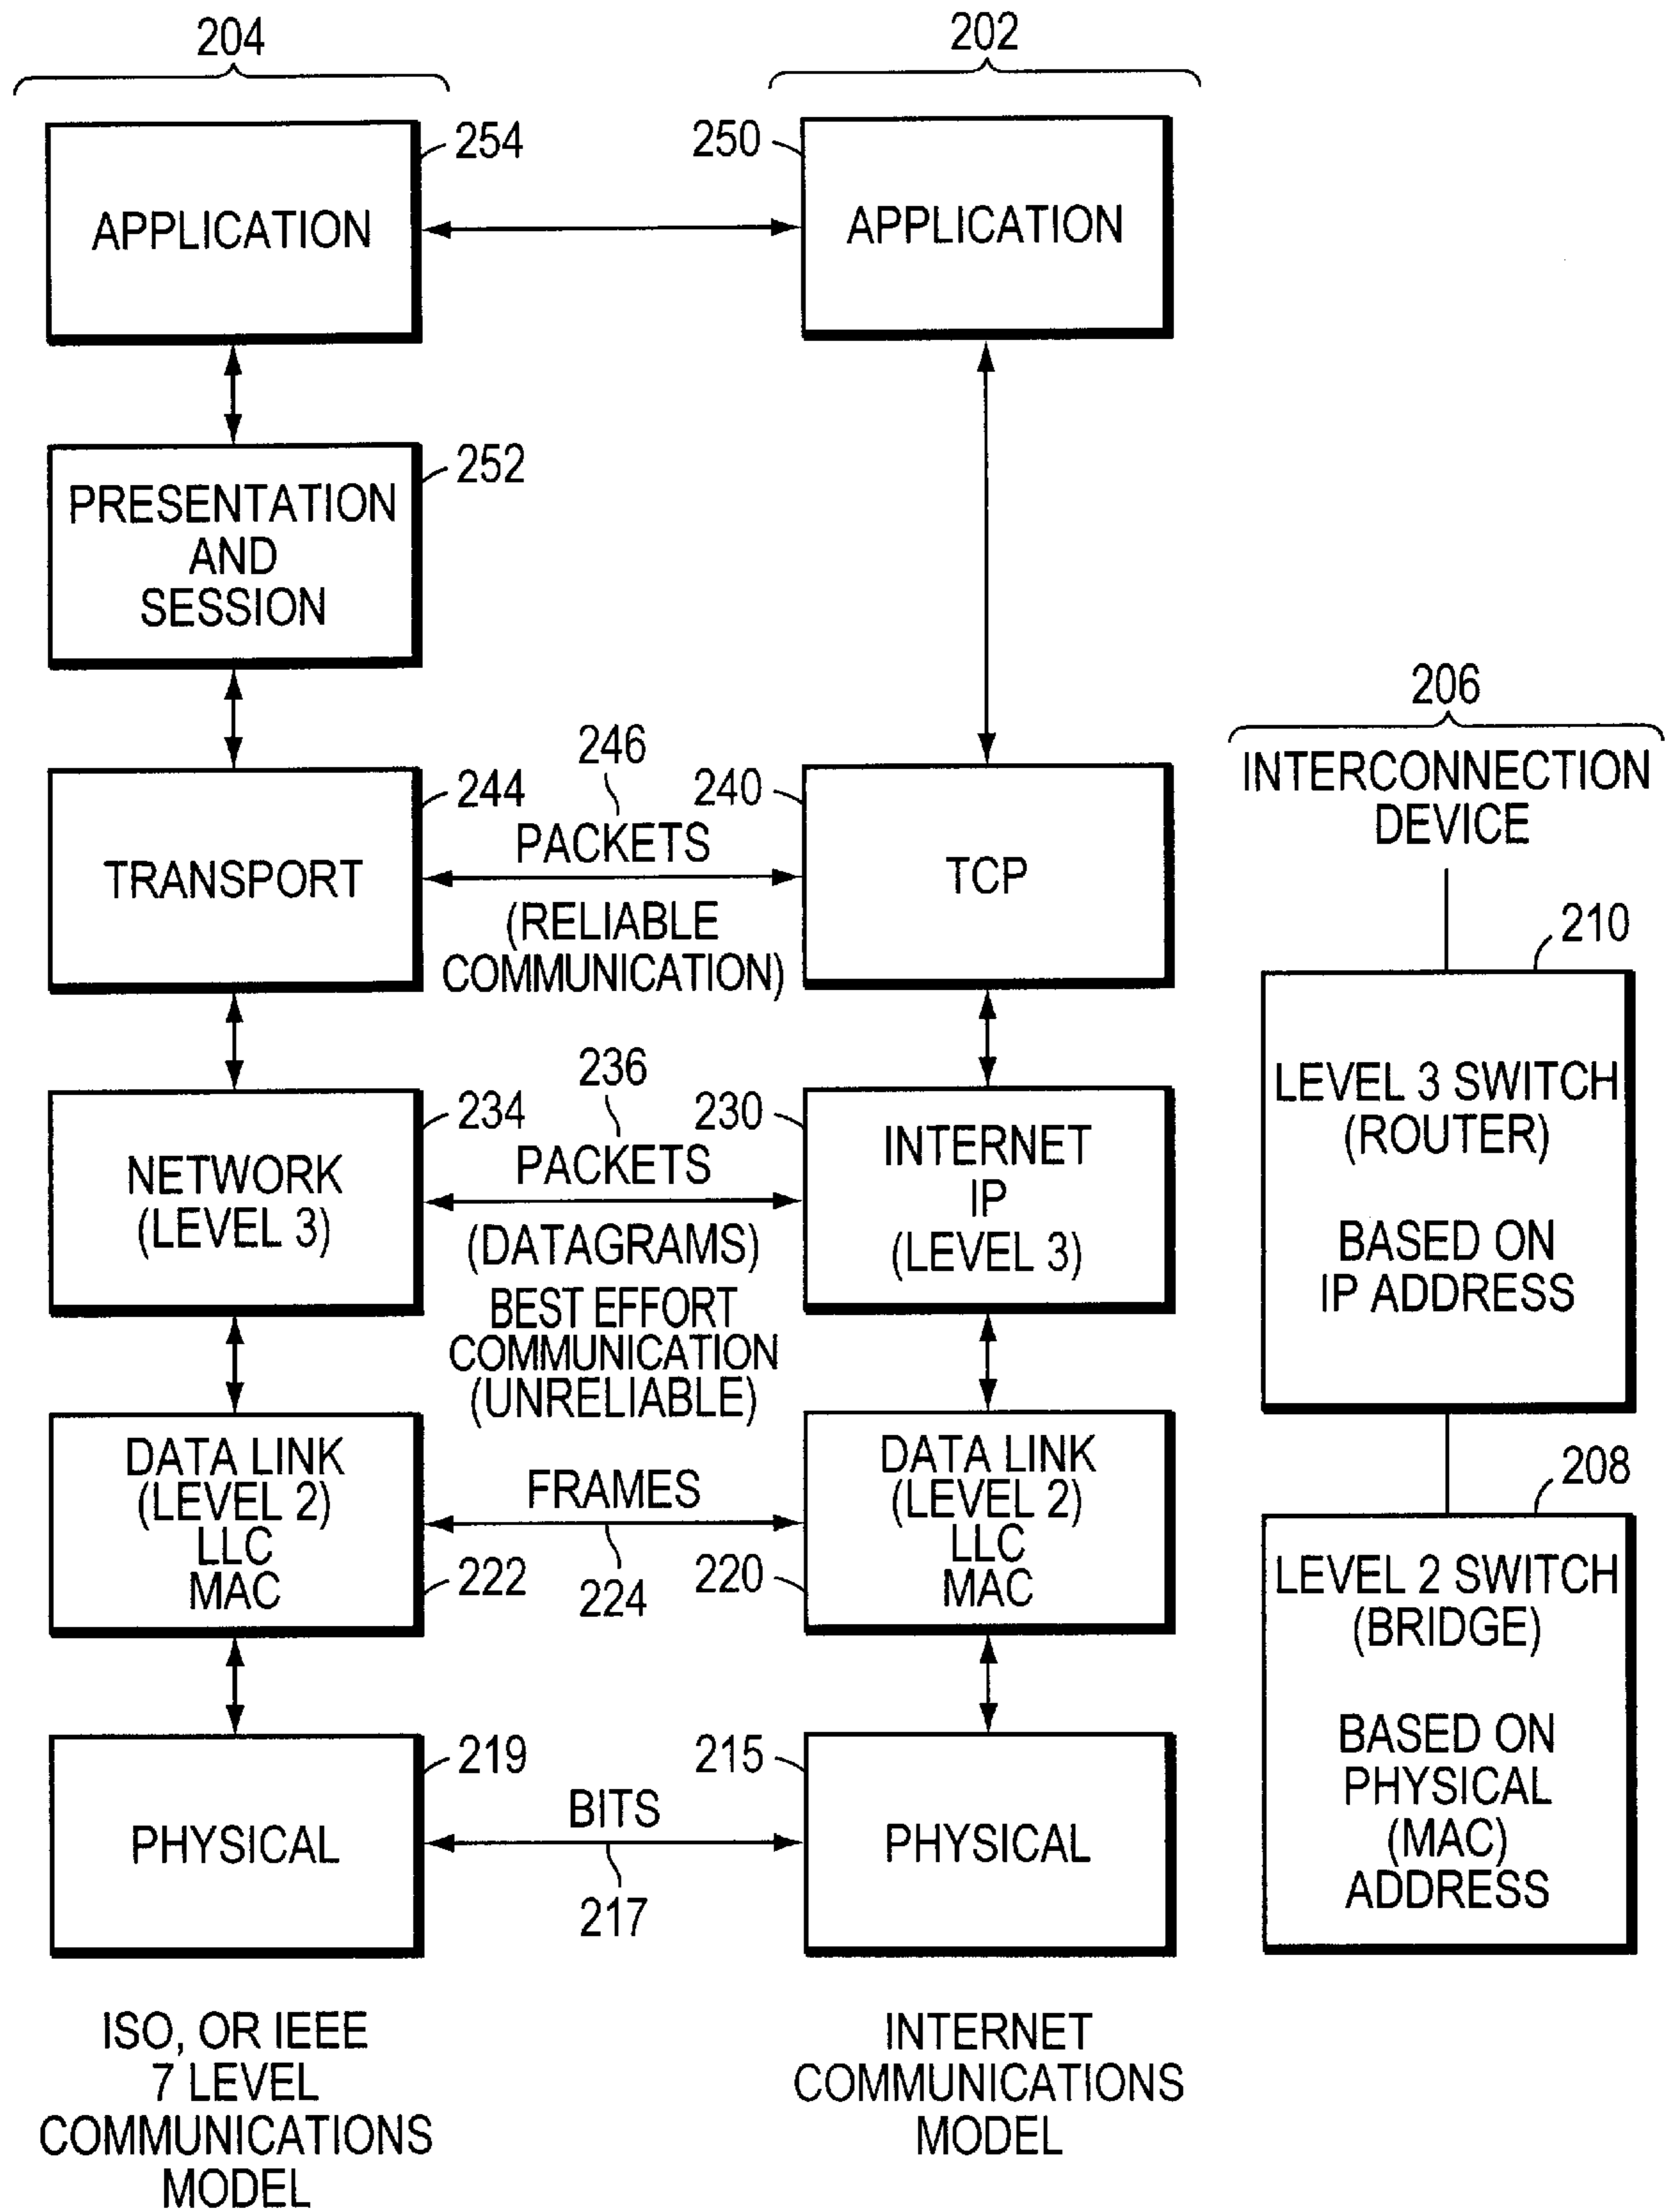 204
202
254
250
APPLICATION
APPLICATION
252
PRESENTATION
AND
SESSION
206
INTERCONNECTION
DEVICE
246
244
240
PACKETS
TRANSPORT
TCP
(RELIABLE
COMMUNICATION)
210
236
234
230
PACKETS
NETWORK
(LEVEL 3)
INTERNET
IP
(LEVEL 3)
(DATAGRAMS)
BEST EFFORT
COMMUNICATION
(UNRELIABLE)
LEVEL 3 SWITCH
(ROUTER)
BASED ON
IP ADDRESS
DATA LINK
(LEVEL 2)
LLC
MAC
FRAMES
DATA LINK
(LEVEL 2)
LLC
MAC
222
224
220
208
LEVEL 2 SWITCH
(BRIDGE)
BASED ON
PHYSICAL
(MAC)
ADDRESS
219
215
BITS
PHYSICAL
PHYSICAL
217
ISO, OR IEEE
7 LEVEL
COMMUNICATIONS
MODEL
INTERNET
COMMUNICATIONS
MODEL